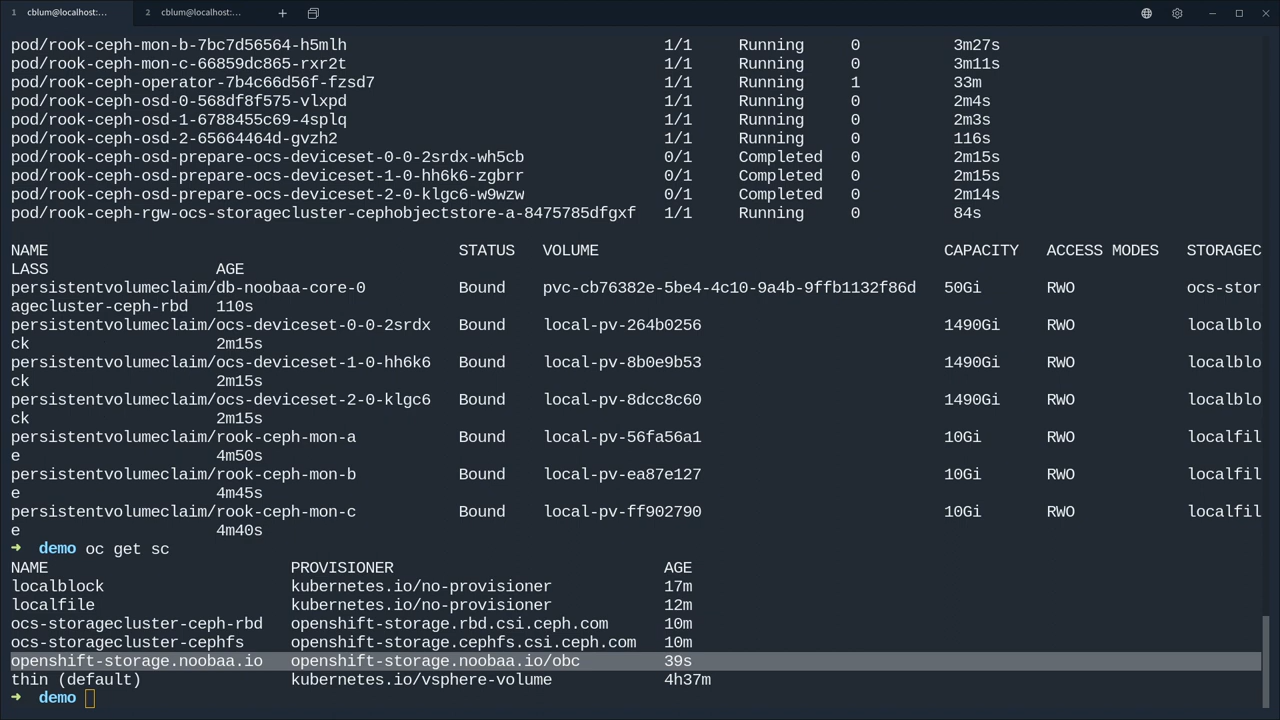 1 cblum@localhost:... 2 cblum@localhost:...
pod/rook-ceph-mon-b-7bc7d56564-h5mlh 1/1 Running 0 3m27s
pod/rook-ceph-mon-c-66859dc865-rxr2t 1/1 Running 0 3m11s
pod/rook-ceph-operator-7b4c66d56f-fzsd7 1/1 Running 1 33m
pod/rook-ceph-osd-0-568df8f575-vlxpd 1/1 Running 0 2m4s
pod/rook-ceph-osd-1-6788455c69-4splq 1/1 Running 0 2m3s
pod/rook-ceph-osd-2-65664464d-gvzh2 1/1 Running 0 116s
pod/rook-ceph-osd-prepare-ocs-deviceset-0-0-2srdx-wh5cb 0/1 Completed 0 2m15s
pod/rook-ceph-osd-prepare-ocs-deviceset-1-0-hh6k6-zgbrr 0/1 Completed 0 2m15s
pod/rook-ceph-osd-prepare-ocs-deviceset-2-0-klgc6-w9wzw 0/1 Completed 0 2m14s
pod/rook-ceph-rgw-ocs-storagecluster-cephobjectstore-a-8475785dfgxf 1/1 Running 0 84s
NAME STATUS VOLUME CAPACITY ACCESS MODES STORAGEC
LASS AGE
persistentvolumeclaim/db-noobaa-core-0 Bound pvc-cb76382e-5be4-4c10-9a4b-9ffb1132f86d 50Gi RWO ocs-stor
agecluster-ceph-rbd 110s
persistentvolumeclaim/ocs-deviceset-0-0-2srdx Bound local-pv-264b0256 1490Gi RWO localblo
ck 2m15s
persistentvolumeclaim/ocs-deviceset-1-0-hh6k6 Bound local-pv-8b0e9b53 1490Gi RWO localblo
ck 2m15s
persistentvolumeclaim/ocs-deviceset-2-0-klgc6 Bound local-pv-8dcc8c60 1490Gi RWO localblo
ck 2m15s
persistentvolumeclaim/rook-ceph-mon-a Bound local-pv-56fa56a1 10Gi RWO localfil
e 4m50s
persistentvolumeclaim/rook-ceph-mon-b Bound local-pv-ea87e127 10Gi RWO localfil
e 4m45s
persistentvolumeclaim/rook-ceph-mon-c Bound local-pv-ff902790 10Gi RWO localfil
e 4m40s
➜ demo oc get sc
NAME PROVISIONER AGE
localblock kubernetes.io/no-provisioner 17m
localfile kubernetes.io/no-provisioner 12m
ocs-storagecluster-ceph-rbd openshift-storage.rbd.csi.ceph.com 10m
ocs-storagecluster-cephfs openshift-storage.cephfs.csi.ceph.com 10m
openshift-storage.noobaa.io openshift-storage.noobaa.io/obc 39s
thin (default) kubernetes.io/vsphere-volume 4h37m
➜ demo